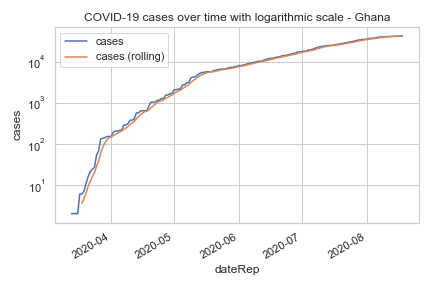 COVID-19 cases over time with logarithmic scale - Ghana
cases
cases (rolling)
10⁴
10³
10²
10¹
cases
2020-04
2020-05
2020-06
2020-07
2020-08
dateRep